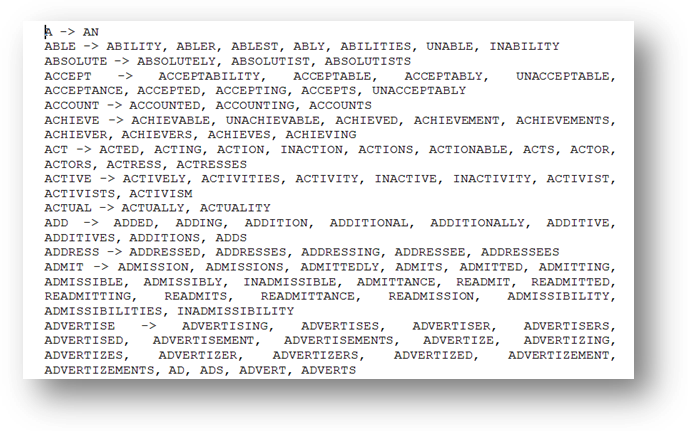 A -> AN
ABLE -> ABILITY, ABLER, ABLEST, ABLY, ABILITIES, UNABLE, INABILITY
ABSOLUTE -> ABSOLUTELY, ABSOLUTIST, ABSOLUTISTS
ACCEPT -> ACCEPTABILITY, ACCEPTABLE, ACCEPTABLY, UNACCEPTABLE,
ACCEPTANCE, ACCEPTED, ACCEPTING, ACCEPTS, UNACCEPTABLY
ACCOUNT -> ACCOUNTED, ACCOUNTING, ACCOUNTS
ACHIEVE -> ACHIEVABLE, UNACHIEVABLE, ACHIEVED, ACHIEVEMENT, ACHIEVEMENTS,
ACHIEVER, ACHIEVERS, ACHIEVES, ACHIEVING
ACT -> ACTED, ACTING, ACTION, INACTION, ACTIONS, ACTIONABLE, ACTS, ACTOR,
ACTORS, ACTRESS, ACTRESSES
ACTIVE -> ACTIVELY, ACTIVITIES, ACTIVITY, INACTIVE, INACTIVITY, ACTIVIST,
ACTIVISTS, ACTIVISM
ACTUAL -> ACTUALLY, ACTUALITY
ADD -> ADDED, ADDING, ADDITION, ADDITIONAL, ADDITIONALLY, ADDITIVE,
ADDITIVES, ADDITIONS, ADDS
ADDRESS -> ADDRESSED, ADDRESSES, ADDRESSING, ADDRESSEE, ADDRESSEES
ADMIT -> ADMISSION, ADMISSIONS, ADMITTEDLY, ADMITS, ADMITTED, ADMITTING,
ADMISSIBLE, ADMISSIBLY, INADMISSIBLE, ADMITTANCE, READMIT, READMITTED,
READMITTING, READMITS, READMITTANCE, READMISSION, ADMISSIBILITY,
ADMISSIBILITIES, INADMISSIBILITY
ADVERTISE -> ADVERTISING, ADVERTISES, ADVERTISER, ADVERTISERS,
ADVERTISED, ADVERTISEMENT, ADVERTISEMENTS, ADVERTIZE, ADVERTIZING,
ADVERTIZES, ADVERTIZER, ADVERTIZERS, ADVERTIZED, ADVERTIZEMENT,
ADVERTIZEMENTS, AD, ADS, ADVERT, ADVERTS